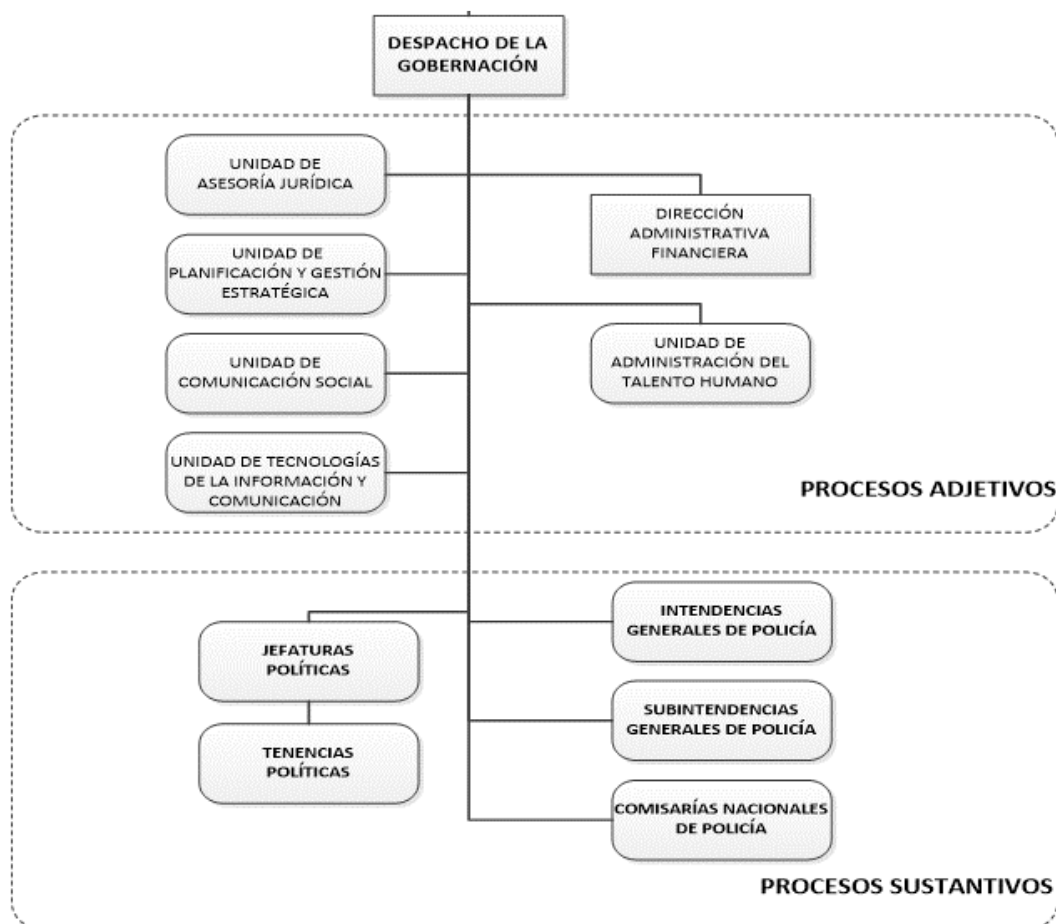 DESPACHO DE LA
GOBERNACIÓN
UNIDAD DE
ASESORÍA JURÍDICA
DIRECCIÓN
ADMINISTRATIVA
FINANCIERA
UNIDAD DE
PLANIFICACIÓN Y GESTIÓN
ESTRATÉGICA
UNIDAD DE
ADMINISTRACIÓN DEL
TALENTO HUMANO
UNIDAD DE
COMUNICACIÓN SOCIAL
UNIDAD DE TECNOLOGÍAS
DE LA INFORMACIÓN Y
COMUNICACIÓN
PROCESOS ADJETIVOS
JEFATURAS
POLÍTICAS
TENENCIAS
POLÍTICAS
INTENDENCIAS
GENERALES DE POLICÍA
SUBINTENDENCIAS
GENERALES DE POLICÍA
COMISARÍAS NACIONALES
DE POLICÍA
PROCESOS SUSTANTIVOS